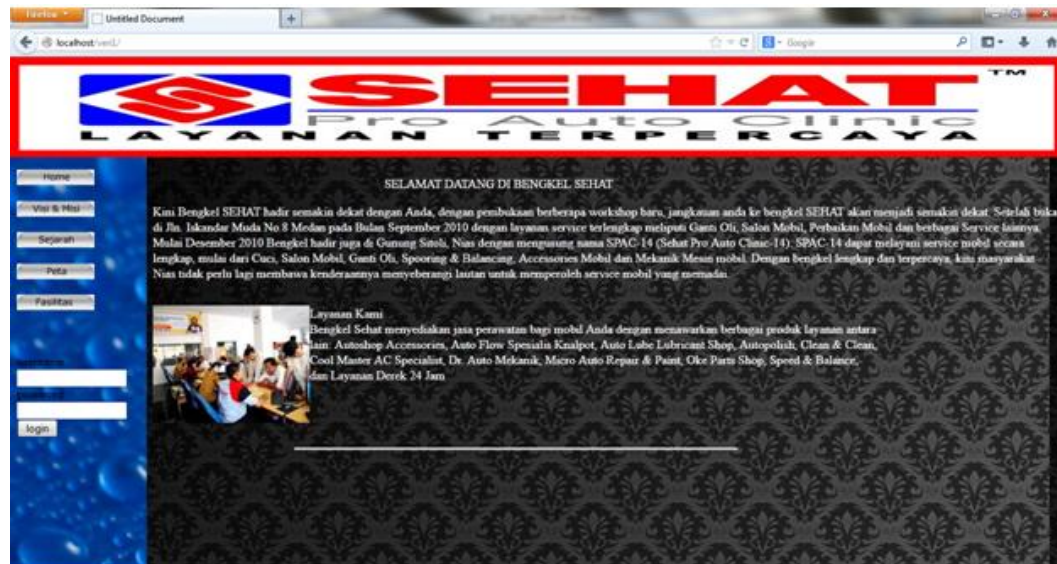 Firefox
Untitled Document
localhost/veri1/
Google
SEHAT
TM
Pro Auto Clinic
LAYANAN TERPERCAYA
Home
Visi & Misi
Sejarah
Peta
Fasilitas
username
password
login
SELAMAT DATANG DI BENGKEL SEHAT
Kini Bengkel SEHAT hadir semakin dekat dengan Anda, dengan pembukaan berberapa workshop baru, jangkauan anda ke bengkel SEHAT akan menjadi semakin dekat. Setelah buka
di Jln. Iskandar Muda No 8 Medan pada Bulan September 2010 dengan layanan service terlengkap meliputi Ganti Oli, Salon Mobil, Perbaikan Mobil dan berbagai Service lainnya.
Mulai Desember 2010 Bengkel hadir juga di Gunung Sitoli, Nias dengan mengusung nama SPAC-14 (Sehat Pro Auto Clinic-14). SPAC-14 dapat melayani service mobil secara
lengkap, mulai dari Cuci, Salon Mobil, Ganti Oli, Spooring & Balancing, Accessories Mobil dan Mekanik Mesin mobil. Dengan bengkel lengkap dan terpercaya, kini masyarakat
Nias tidak perlu lagi membawa kenderaannya menyeberangi lautan untuk memperoleh service mobil yang memadai.
Layanan Kami
Bengkel Sehat menyediakan jasa perawatan bagi mobil Anda dengan menawarkan berbagai produk layanan antara
lain: Autoshop Accessories, Auto Flow Spesialis Knalpot, Auto Lube Lubricant Shop, Autopolish, Clean & Clean,
Cool Master AC Specialist, Dr. Auto Mekanik, Micro Auto Repair & Paint, Oke Parts Shop, Speed & Balance,
dan Layanan Derek 24 Jam